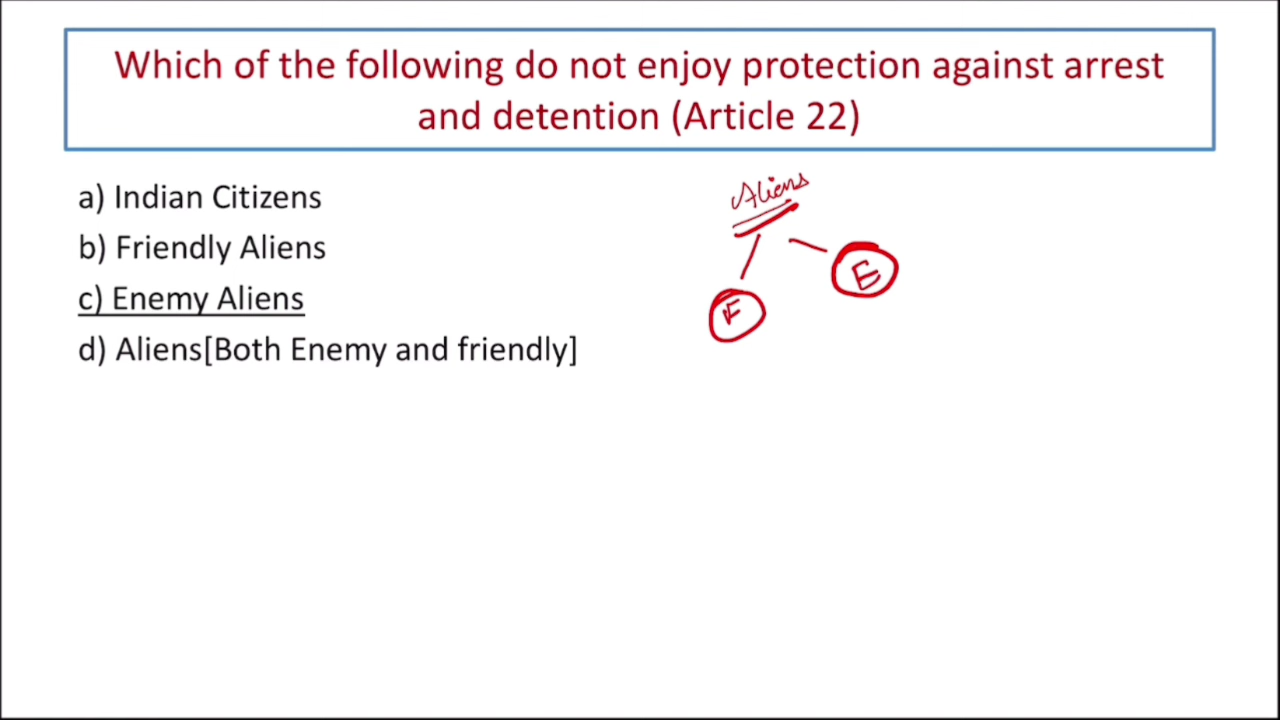 Which of the following do not enjoy protection against arrest
and detention (Article 22)
a) Indian Citizens
b) Friendly Aliens
c) Enemy Aliens
d) Aliens[Both Enemy and friendly]
Aliens
F
E